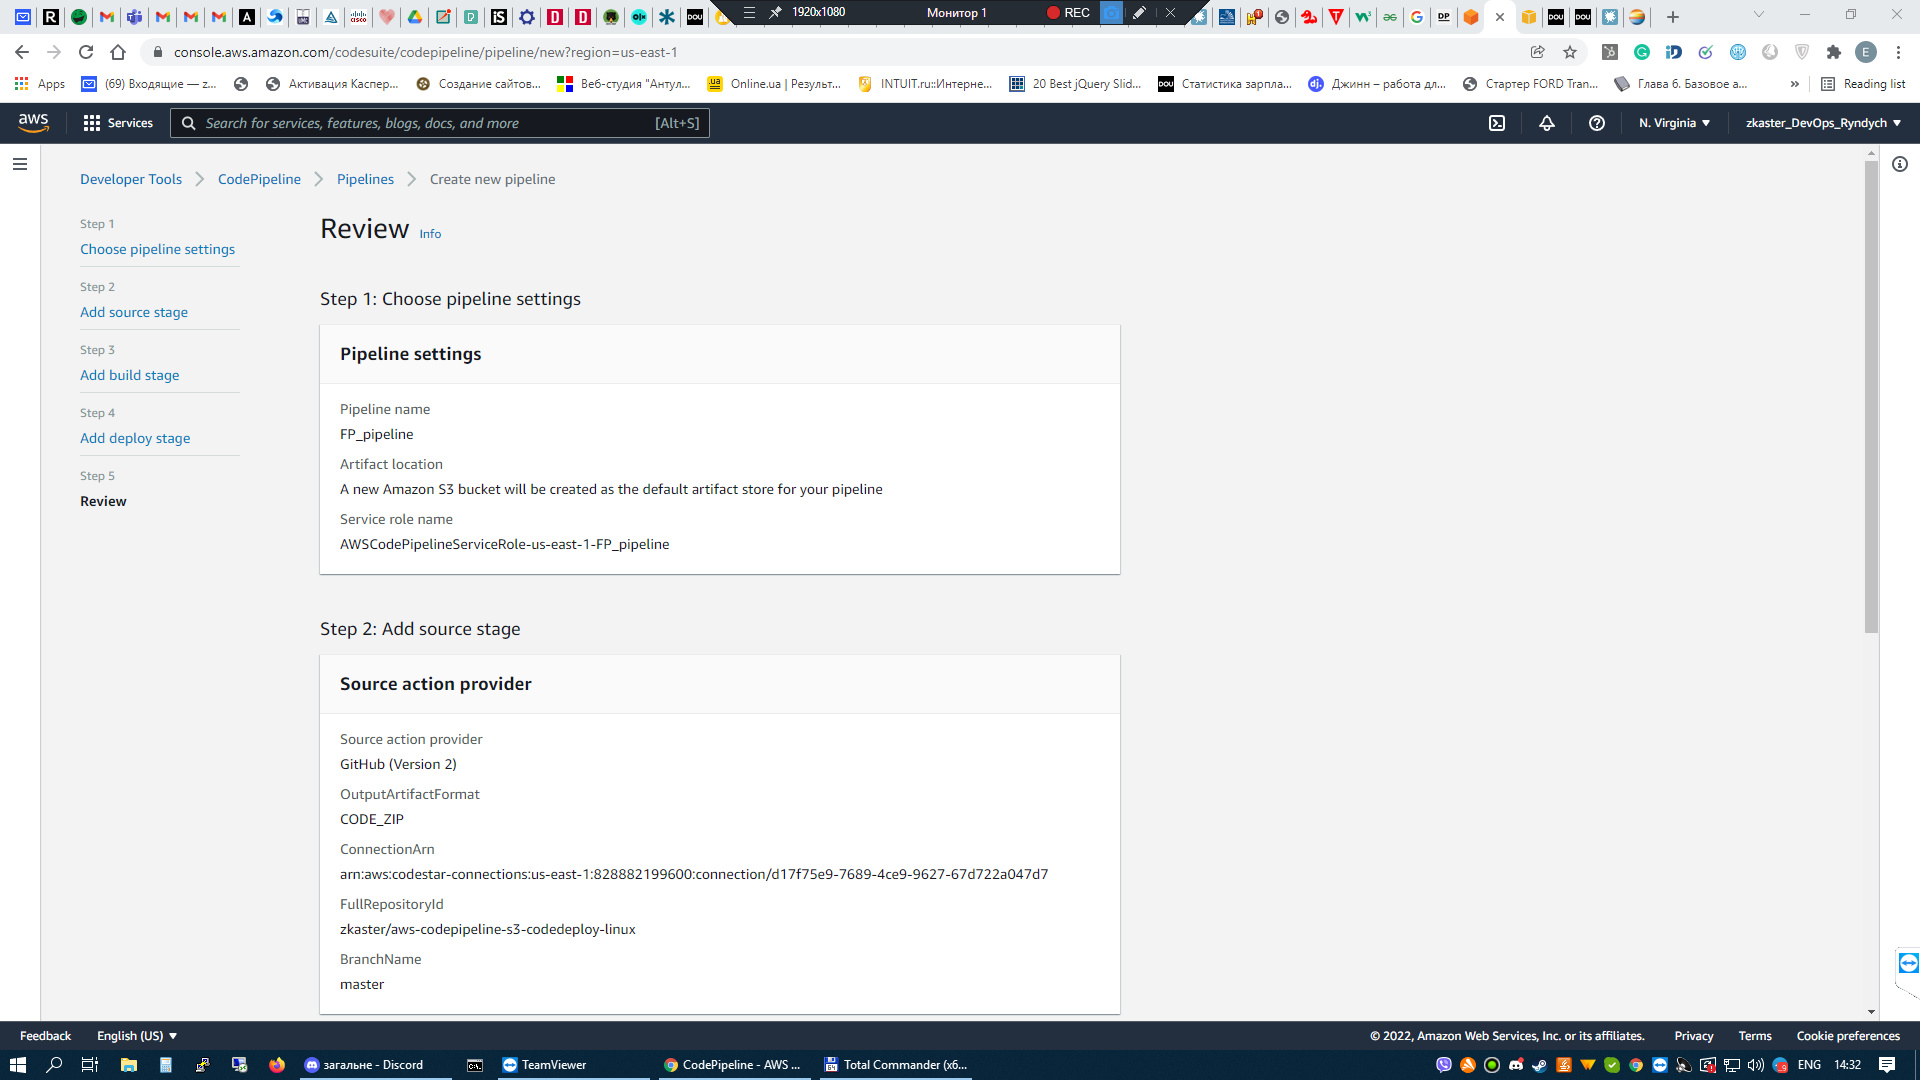 1920x1080
Монитор 1
REC
console.aws.amazon.com/codesuite/codepipeline/pipeline/new?region=us-east-1
E
Apps
(69) Входящие — z...
Активация Каспер...
Создание сайтов...
Веб-студия "Антул...
Online.ua | Результ...
INTUIT.ru::Интерне...
20 Best jQuery Slid...
Статистика зарпла...
Джинн – работа дл...
Стартер FORD Tran...
Глава 6. Базовое а...
»
Reading list
aws
Services
Search for services, features, blogs, docs, and more
[Alt+S]
N. Virginia
zkaster_DevOps_Ryndych
Developer Tools
CodePipeline
Pipelines
Create new pipeline
Step 1
Choose pipeline settings
Step 2
Add source stage
Step 3
Add build stage
Step 4
Add deploy stage
Step 5
Review
Review Info
Step 1: Choose pipeline settings
Pipeline settings
Pipeline name
FP_pipeline
Artifact location
A new Amazon S3 bucket will be created as the default artifact store for your pipeline
Service role name
AWSCodePipelineServiceRole-us-east-1-FP_pipeline
Step 2: Add source stage
Source action provider
Source action provider
GitHub (Version 2)
OutputArtifactFormat
CODE_ZIP
ConnectionArn
arn:aws:codestar-connections:us-east-1:828882199600:connection/d17f75e9-7689-4ce9-9627-67d722a047d7
FullRepositoryId
zkaster/aws-codepipeline-s3-codedeploy-linux
BranchName
master
Feedback
English (US)
© 2022, Amazon Web Services, Inc. or its affiliates.
Privacy
Terms
Cookie preferences
загальне - Discord
TeamViewer
CodePipeline - AWS ...
Total Commander (x6...
ENG
14:32